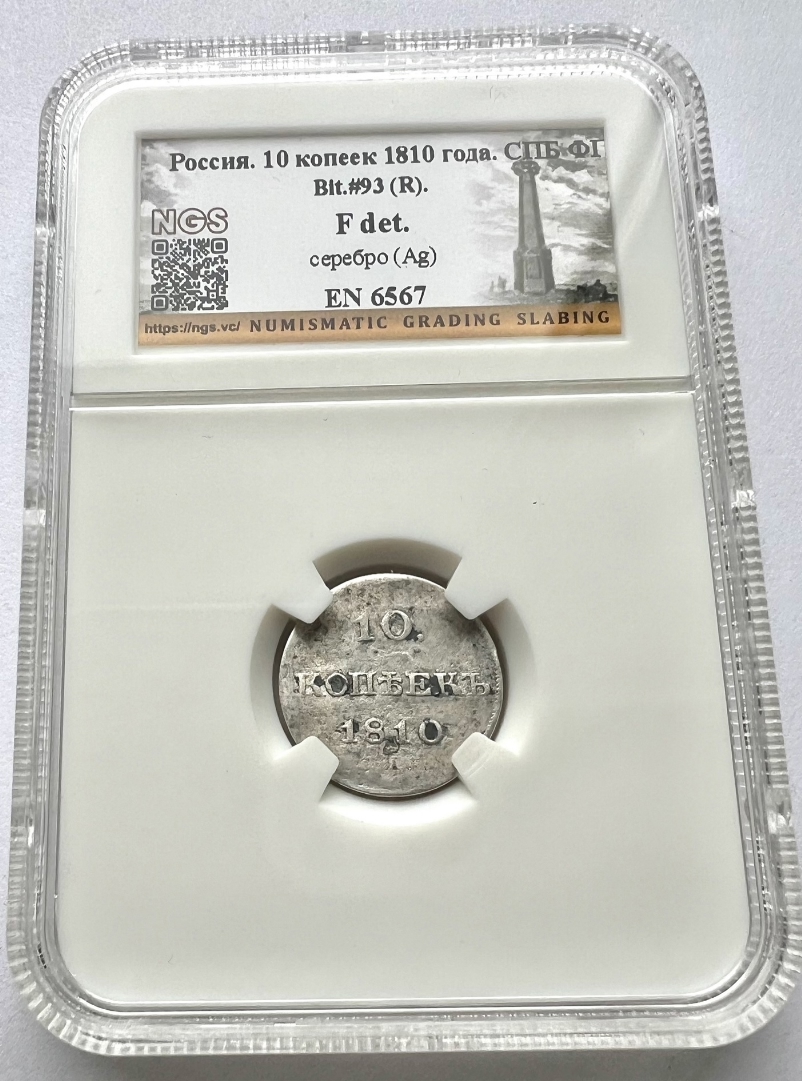 Россия. 10 копеек 1810 года. СПБ ФГ
Bit.#93 (R).
NGS
F det.
серебро (Ag)
EN 6567
https://ngs.vc/ NUMISMATIC GRADING SLABING
10.
КОПѢЕКЪ
1810